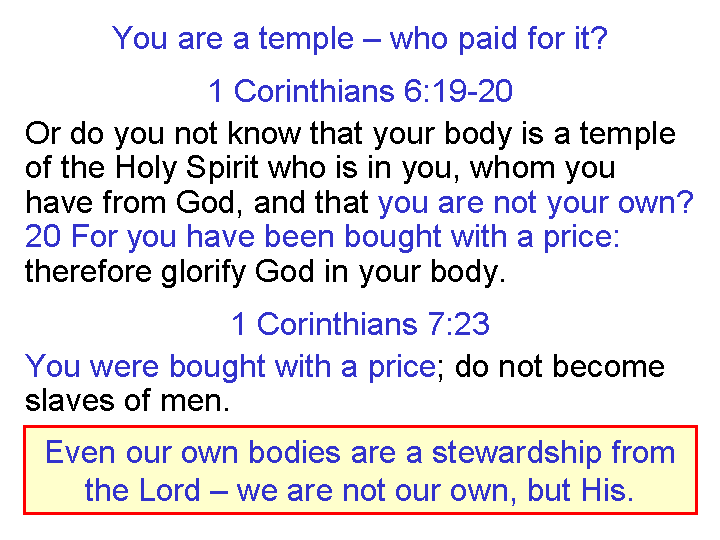 You are a temple – who paid for it?
1 Corinthians 6:19-20
Or do you not know that your body is a temple
of the Holy Spirit who is in you, whom you
have from God, and that you are not your own?
20 For you have been bought with a price:
therefore glorify God in your body.
1 Corinthians 7:23
You were bought with a price; do not become
slaves of men.
Even our own bodies are a stewardship from
the Lord – we are not our own, but His.